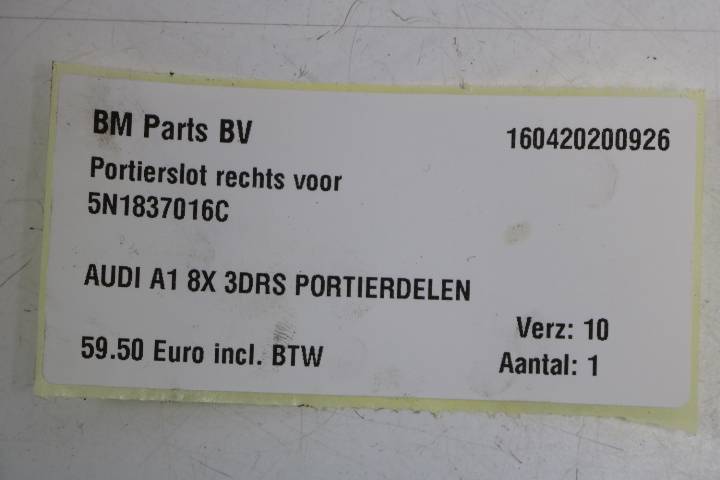 BM Parts BV
160420200926
Portierslot rechts voor
5N1837016C
AUDI A1 8X 3DRS PORTIERDELEN
Verz: 10
59.50 Euro incl. BTW
Aantal: 1